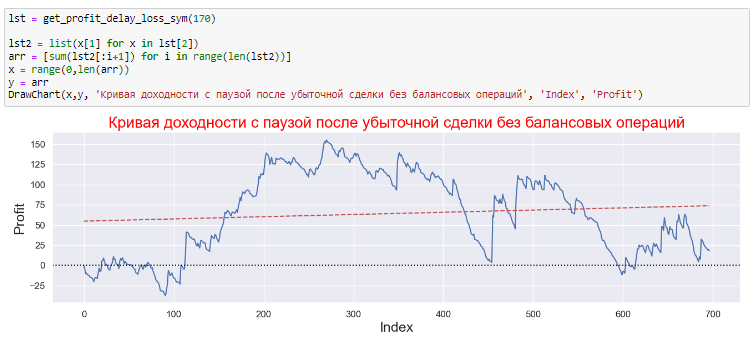 lst = get_profit_delay_loss_sym(170)
lst2 = list(x[1] for x in lst[2])
arr = [sum(lst2[:i+1]) for i in range(len(lst2))]
x = range(0,len(arr))
y = arr
DrawChart(x,y, 'Кривая доходности с паузой после убыточной сделки без балансовых операций', 'Index', 'Profit')
Кривая доходности с паузой после убыточной сделки без балансовых операций
150
125
100
75
50
25
0
−25
Profit
0 100 200 300 400 500 600 700
Index